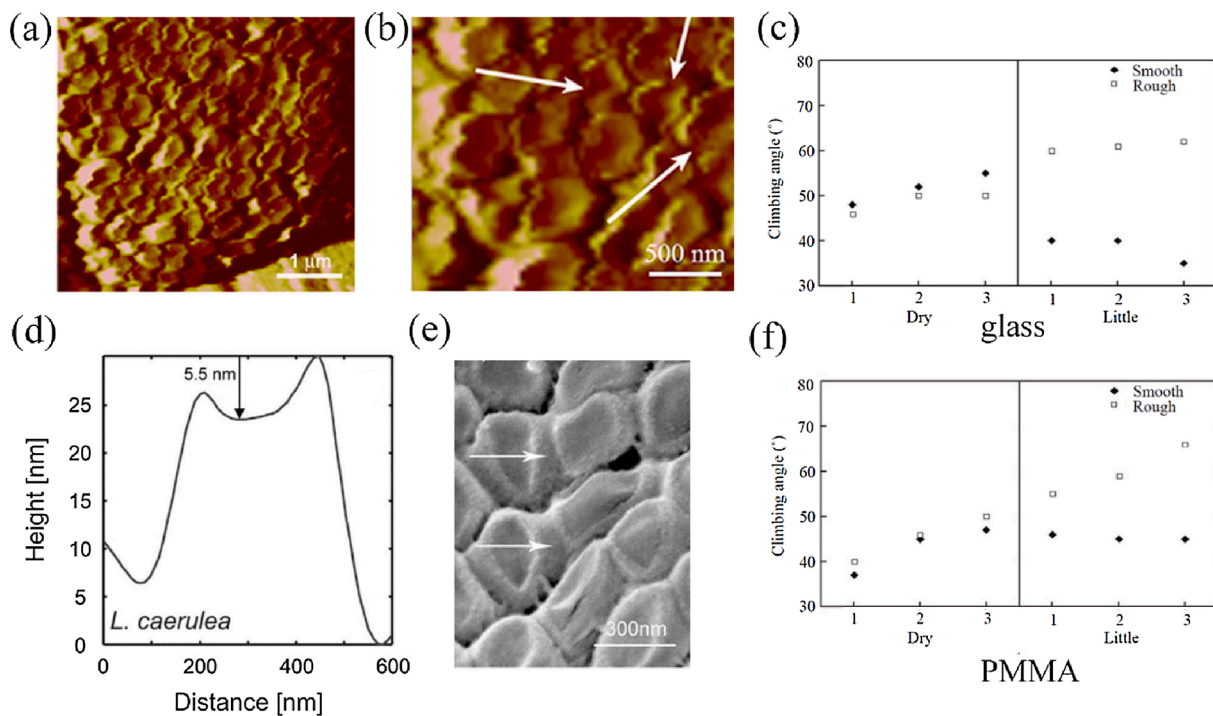 (a)
1 μm
(b)
500 nm
(c)
80
70
60
50
40
30
Climbing angle (°)
Smooth
Rough
1 2 3 1 2 3
Dry Little
glass
(d)
Height [nm]
25
20
15
10
5
0
5.5 nm
L. caerulea
0 200 400 600
Distance [nm]
(e)
300nm
(f)
80
70
60
50
40
30
Climbing angle (°)
Smooth
Rough
1 2 3 1 2 3
Dry Little
PMMA